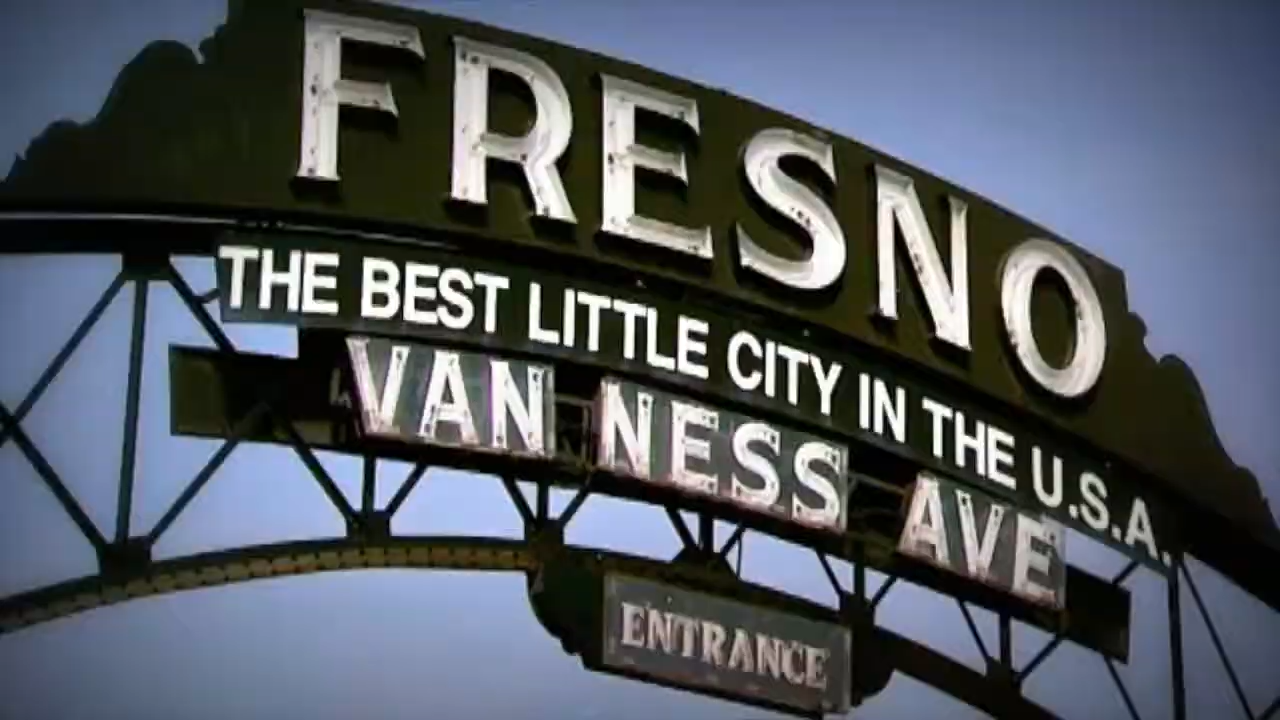 FRESNO
THE BEST LITTLE CITY IN THE U.S.A.
VAN NESS AVE
ENTRANCE